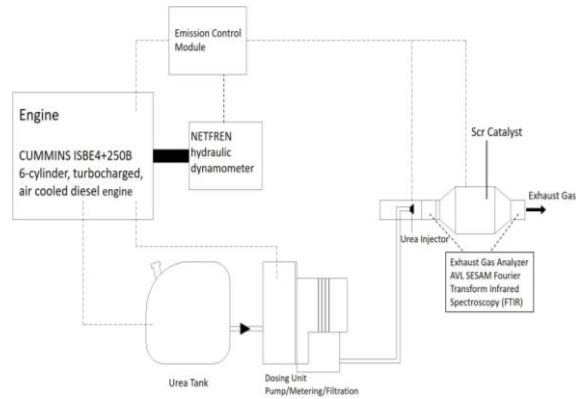 Emission Control
Module
Engine
CUMMINS ISBE4+250B
6-cylinder, turbocharged,
air cooled diesel engine
NETFREN
hydraulic
dynamometer
Scr Catalyst
Exhaust Gas
Urea Injector
Exhaust Gas Analyzer
AVL SESAM Fourier
Transform Infrared
Spectroscopy (FTIR)
Urea Tank
Dosing Unit
Pump/Metering/Filtration